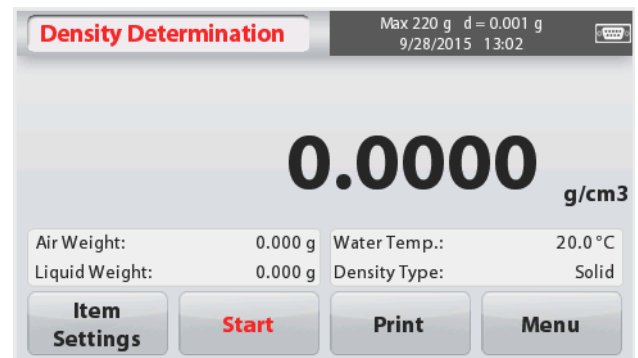 Density Determination
Max 220 g d = 0.001 g
9/28/2015 13:02
0.0000
g/cm3
Air Weight: 0.000 g
Liquid Weight: 0.000 g
Water Temp.: 20.0°C
Density Type: Solid
Item
Settings
Start
Print
Menu